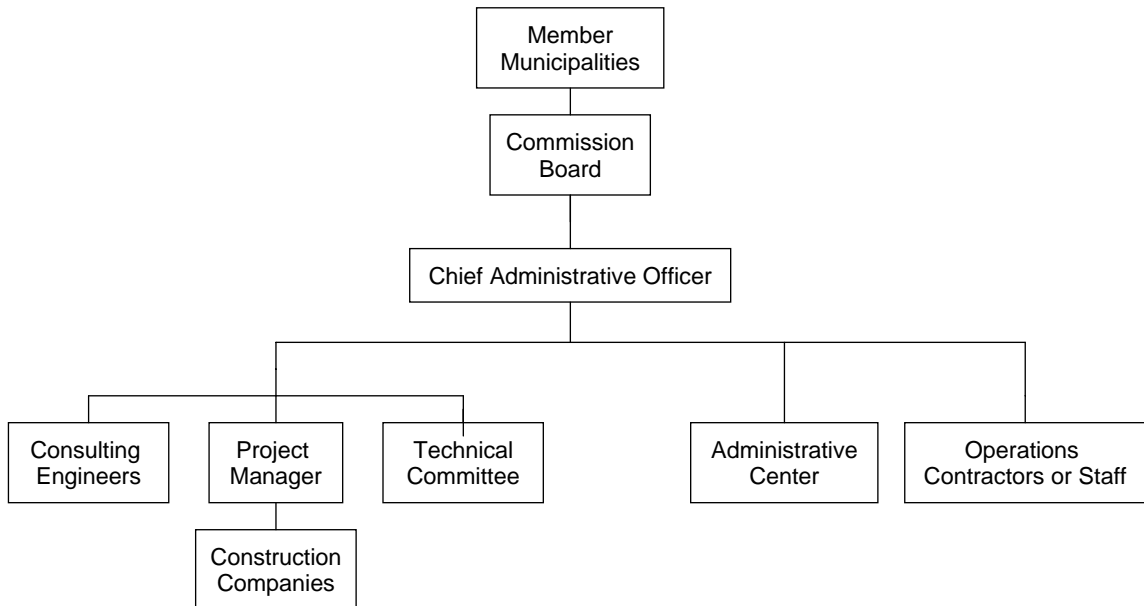 Member
Municipalities
Commission
Board
Chief Administrative Officer
Consulting
Engineers
Project
Manager
Technical
Committee
Administrative
Center
Operations
Contractors or Staff
Construction
Companies